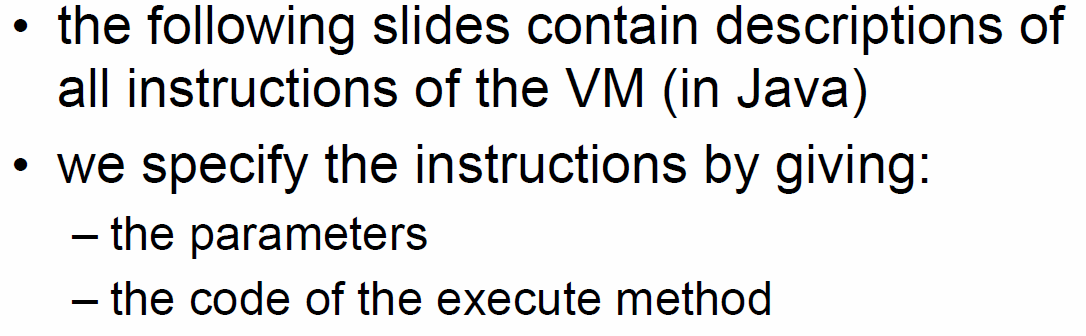 • the following slides contain descriptions of
all instructions of the VM (in Java)
• we specify the instructions by giving:
– the parameters
– the code of the execute method